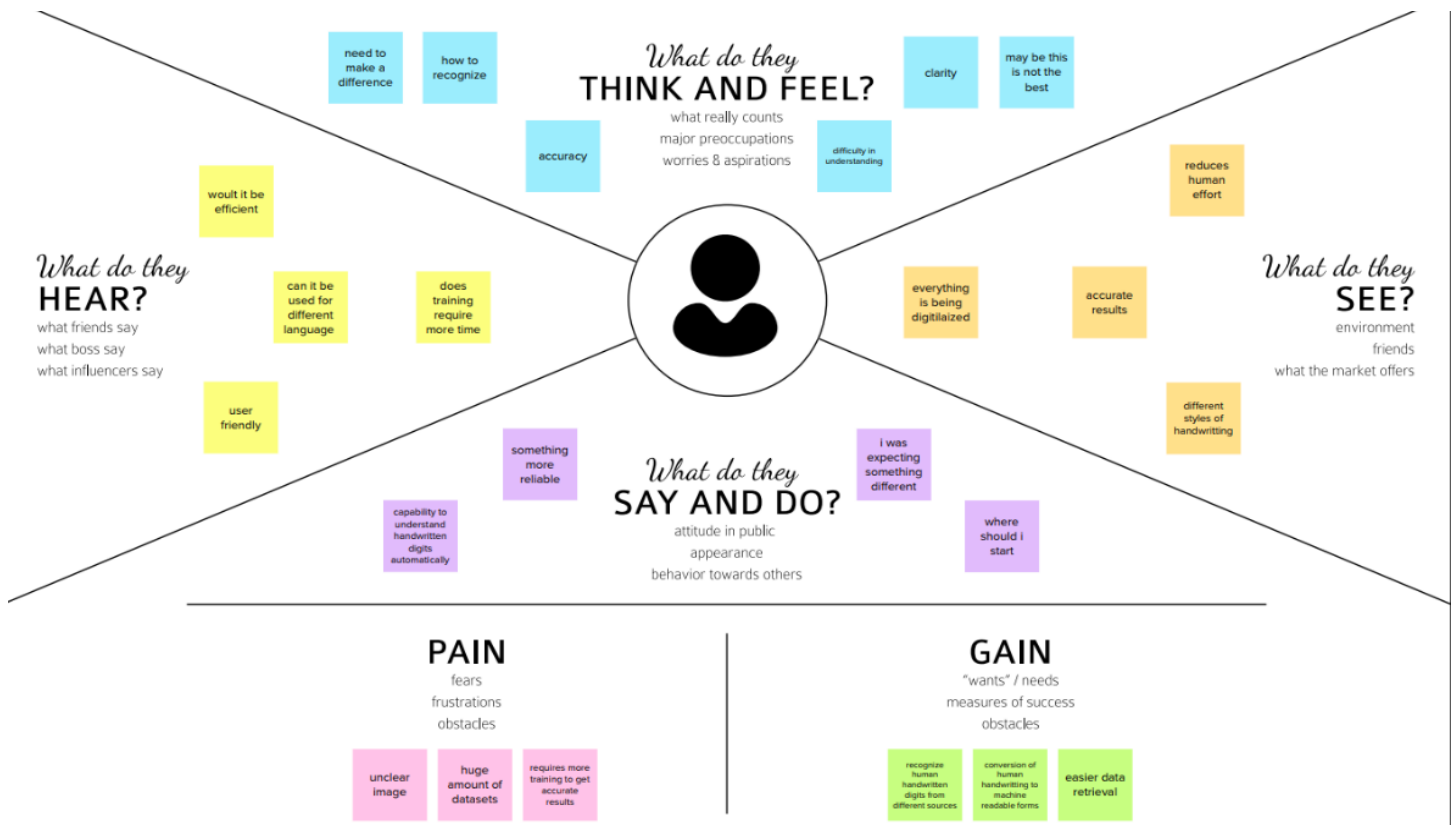 need to
make a
difference
how to
recognize
accuracy
What do they
THINK AND FEEL?
what really counts
major preoccupations
worries & aspirations
clarity
may be this
is not the
best
difficulty in
understanding
What do they
HEAR?
what friends say
what boss say
what influencers say
woult it be
efficient
can it be
used for
different
language
does
training
require
more time
user
friendly
What do they
SEE?
environment
friends
what the market offers
reduces
human
effort
everything
is being
digitilaized
accurate
results
different
styles of
handwritting
What do they
SAY AND DO?
attitude in public
appearance
behavior towards others
something
more
reliable
capability to
understand
handwritten
digits
automatically
i was
expecting
something
different
where
should i
start
PAIN
fears
frustrations
obstacles
unclear
image
huge
amount of
datasets
requires more
training to get
accurate
results
GAIN
“wants” / needs
measures of success
obstacles
recognize
human
handwritten
digits from
different sources
conversion of
human
handwritting to
machine
readable forms
easier data
retrieval